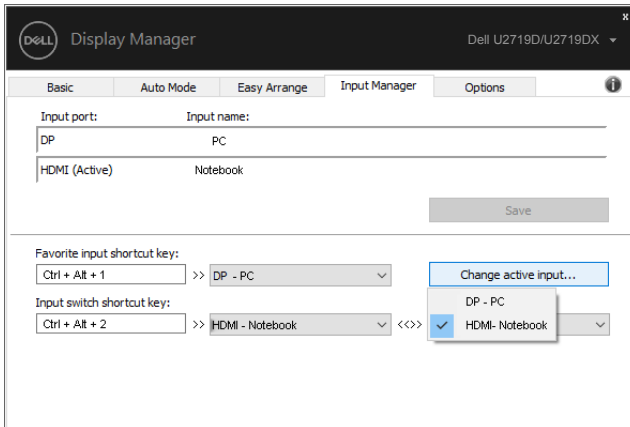 x
DELL Display Manager Dell U2719D/U2719DX
Basic Auto Mode Easy Arrange Input Manager Options i
Input port: Input name:
DP PC
HDMI (Active) Notebook
Save
Favorite input shortcut key:
Ctrl + Alt + 1 >> DP - PC Change active input...
DP - PC
Input switch shortcut key:
Ctrl + Alt + 2 >> HDMI - Notebook <<>> HDMI- Notebook